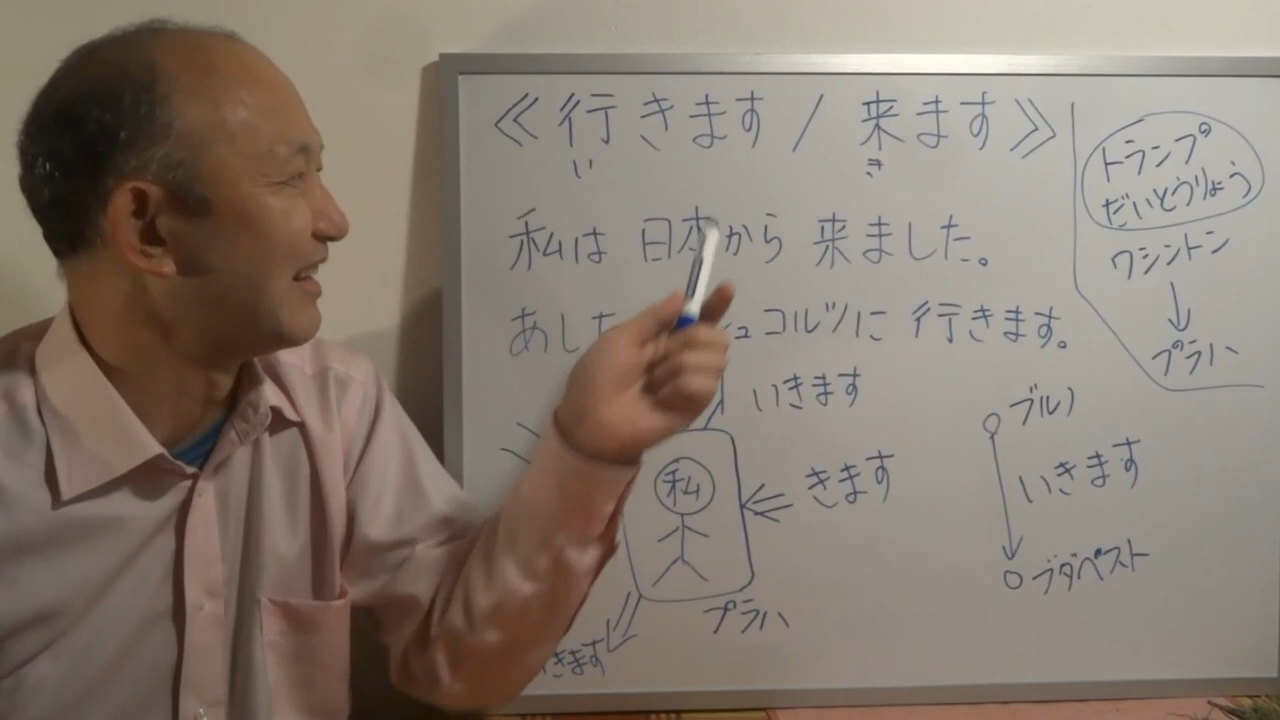 ≪行きます/来ます≫
い き
私は 日本から 来ました。
あした ュコルツに 行きます。
いきます
きます
私
プラハ
きます
トランプ
だいとうりょう
ワシントン
↓
プラハ
ブルノ
いきます
ブダペスト